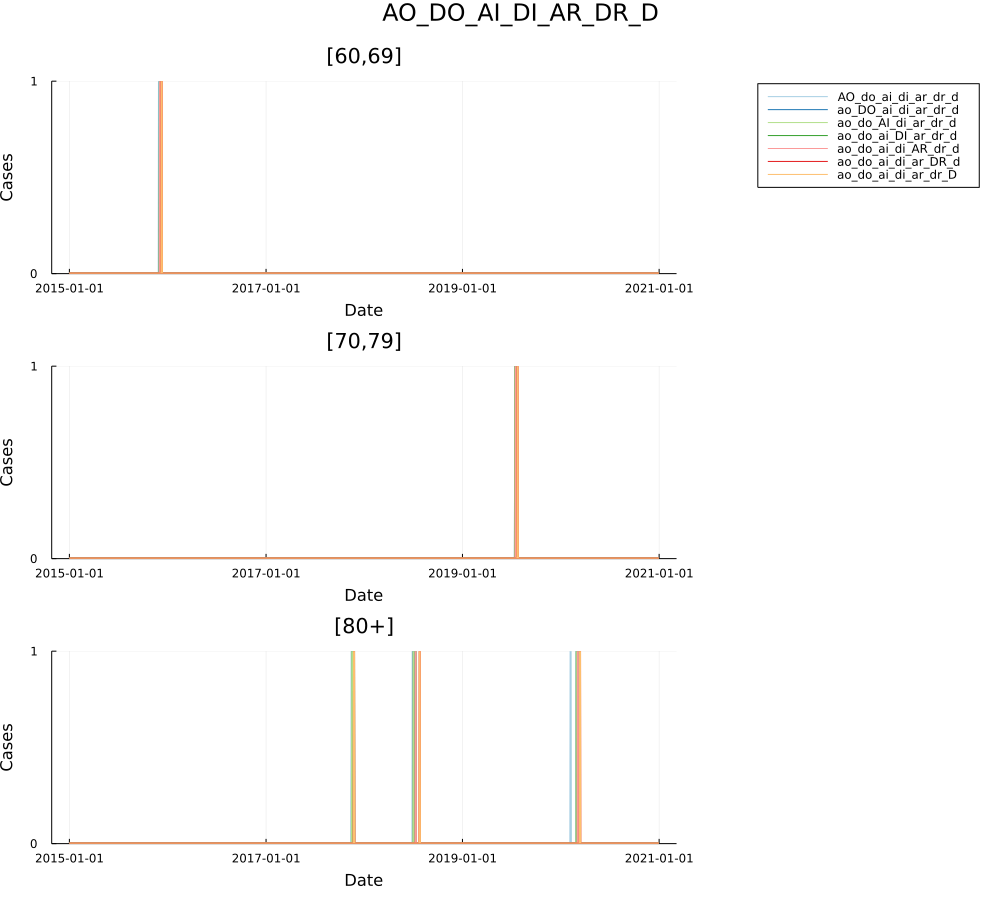 AO_DO_AI_DI_AR_DR_D
[60,69]
1
Cases
0
2015-01-01 2017-01-01 2019-01-01 2021-01-01
Date
AO_do_ai_di_ar_dr_d
ao_DO_ai_di_ar_dr_d
ao_do_AI_di_ar_dr_d
ao_do_ai_DI_ar_dr_d
ao_do_ai_di_AR_dr_d
ao_do_ai_di_ar_DR_d
ao_do_ai_di_ar_dr_D
[70,79]
1
Cases
0
2015-01-01 2017-01-01 2019-01-01 2021-01-01
Date
[80+]
1
Cases
0
2015-01-01 2017-01-01 2019-01-01 2021-01-01
Date